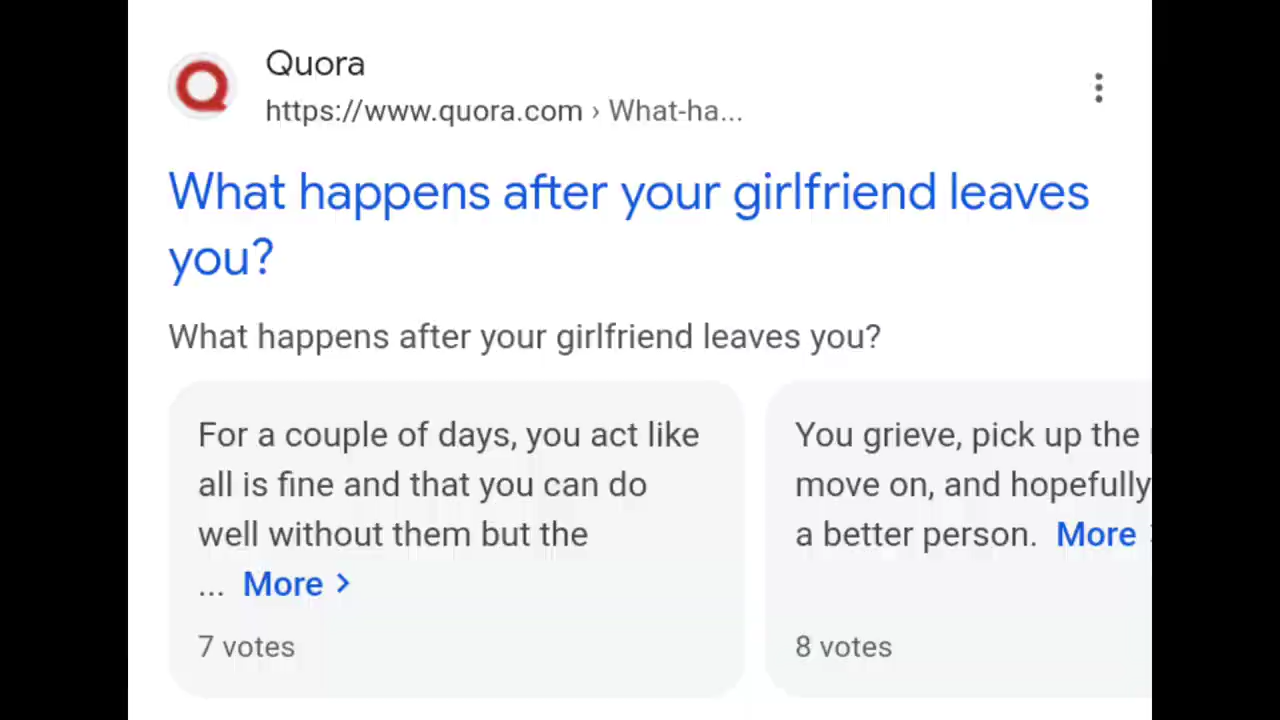 Quora
https://www.quora.com › What-ha...
What happens after your girlfriend leaves
you?
What happens after your girlfriend leaves you?
For a couple of days, you act like
all is fine and that you can do
well without them but the
... More >
7 votes
You grieve, pick up the
move on, and hopefully
a better person. More
8 votes